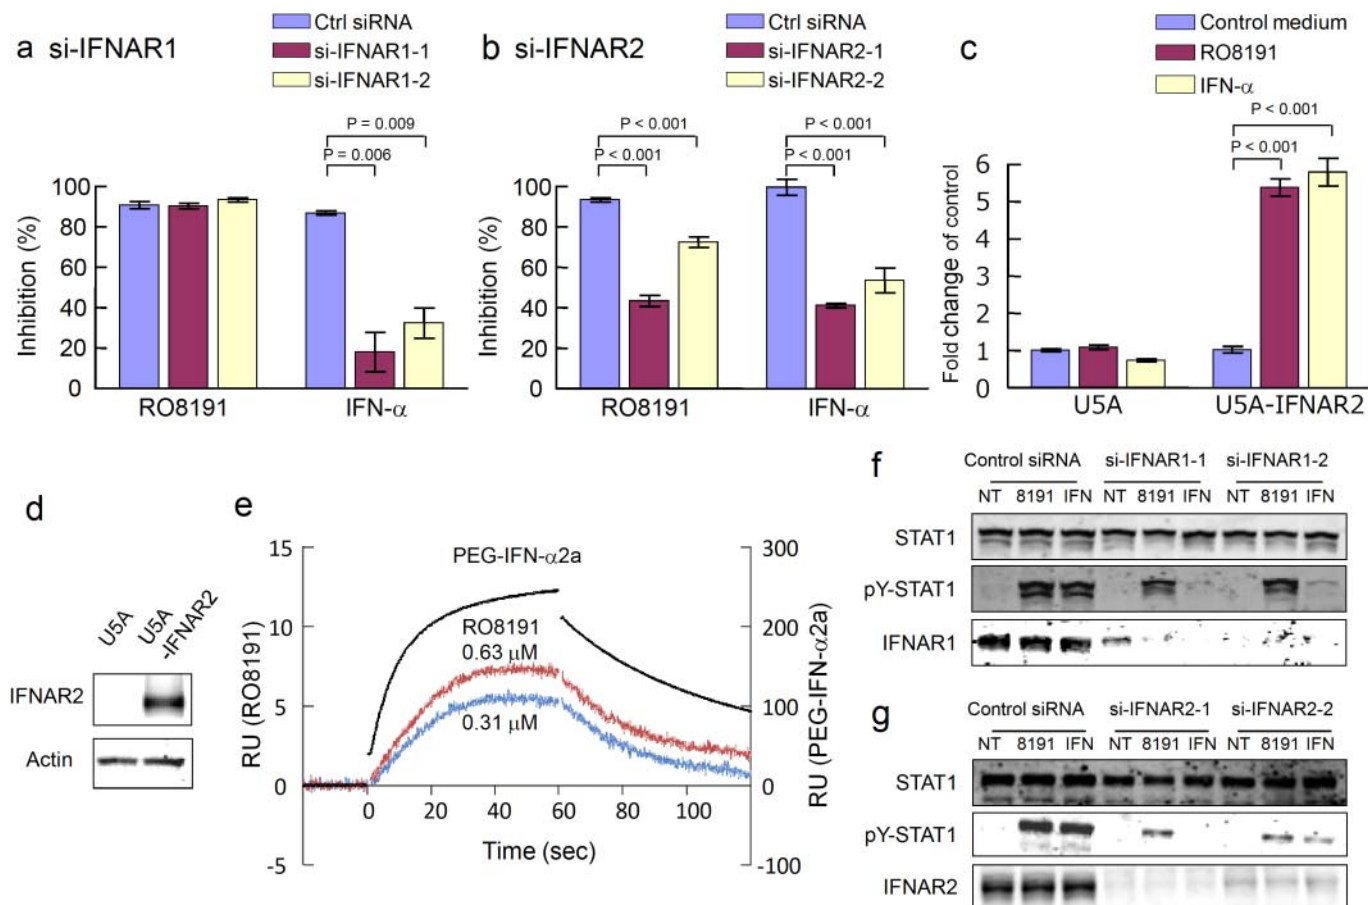 a si-IFNAR1
Ctrl siRNA
si-IFNAR1-1
si-IFNAR1-2
P = 0.009
P = 0.006
Inhibition (%)
100
80
60
40
20
0
RO8191 IFN-α
b si-IFNAR2
Ctrl siRNA
si-IFNAR2-1
si-IFNAR2-2
P < 0.001 P < 0.001
P < 0.001 P < 0.001
Inhibition (%)
100
80
60
40
20
0
RO8191 IFN-α
c
Control medium
RO8191
IFN-α
P < 0.001
P < 0.001
Fold change of control
6
5
4
3
2
1
0
U5A U5A-IFNAR2
d
U5A
U5A
-IFNAR2
IFNAR2
Actin
e
RU (RO8191)
15
10
5
0
-5
PEG-IFN-α2a
RO8191
0.63 µM
0.31 µM
0 20 40 60 80 100
Time (sec)
300
200
100
0
-100
RU (PEG-IFN-α2a)
f
Control siRNA si-IFNAR1-1 si-IFNAR1-2
NT 8191 IFN NT 8191 IFN NT 8191 IFN
STAT1
pY-STAT1
IFNAR1
g
Control siRNA si-IFNAR2-1 si-IFNAR2-2
NT 8191 IFN NT 8191 IFN NT 8191 IFN
STAT1
pY-STAT1
IFNAR2